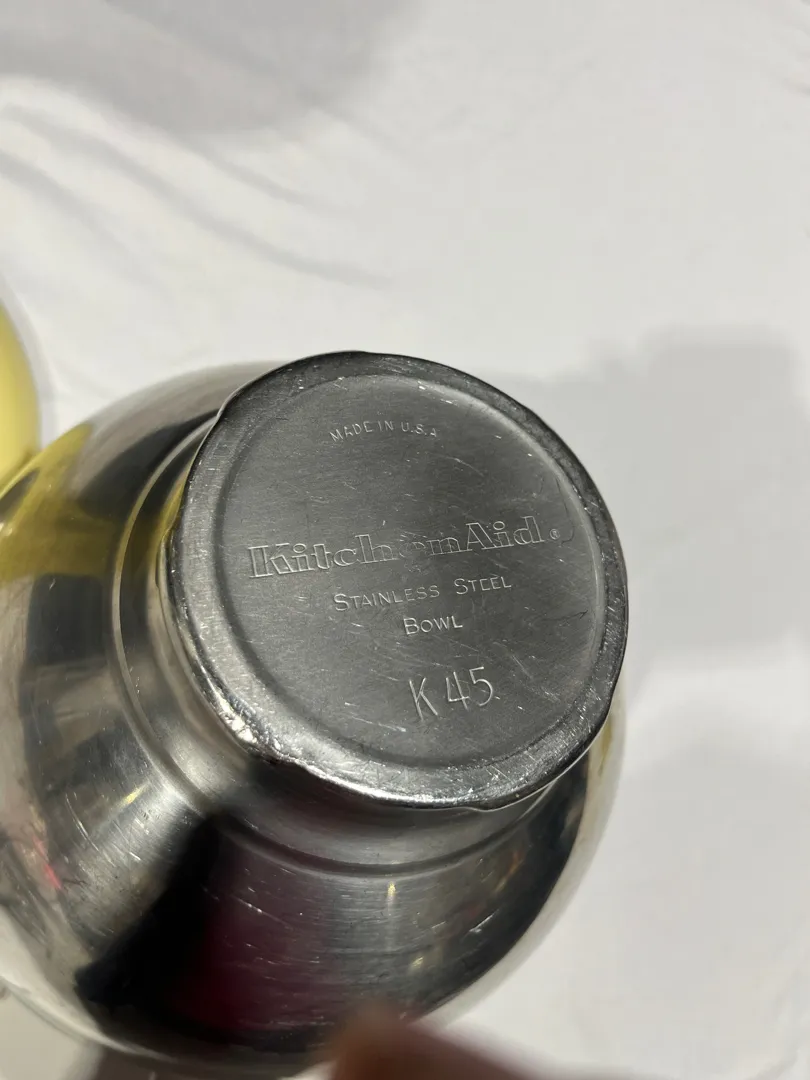 MADE IN U.S.A
KitchenAid®
STAINLESS STEEL
BOWL
K45